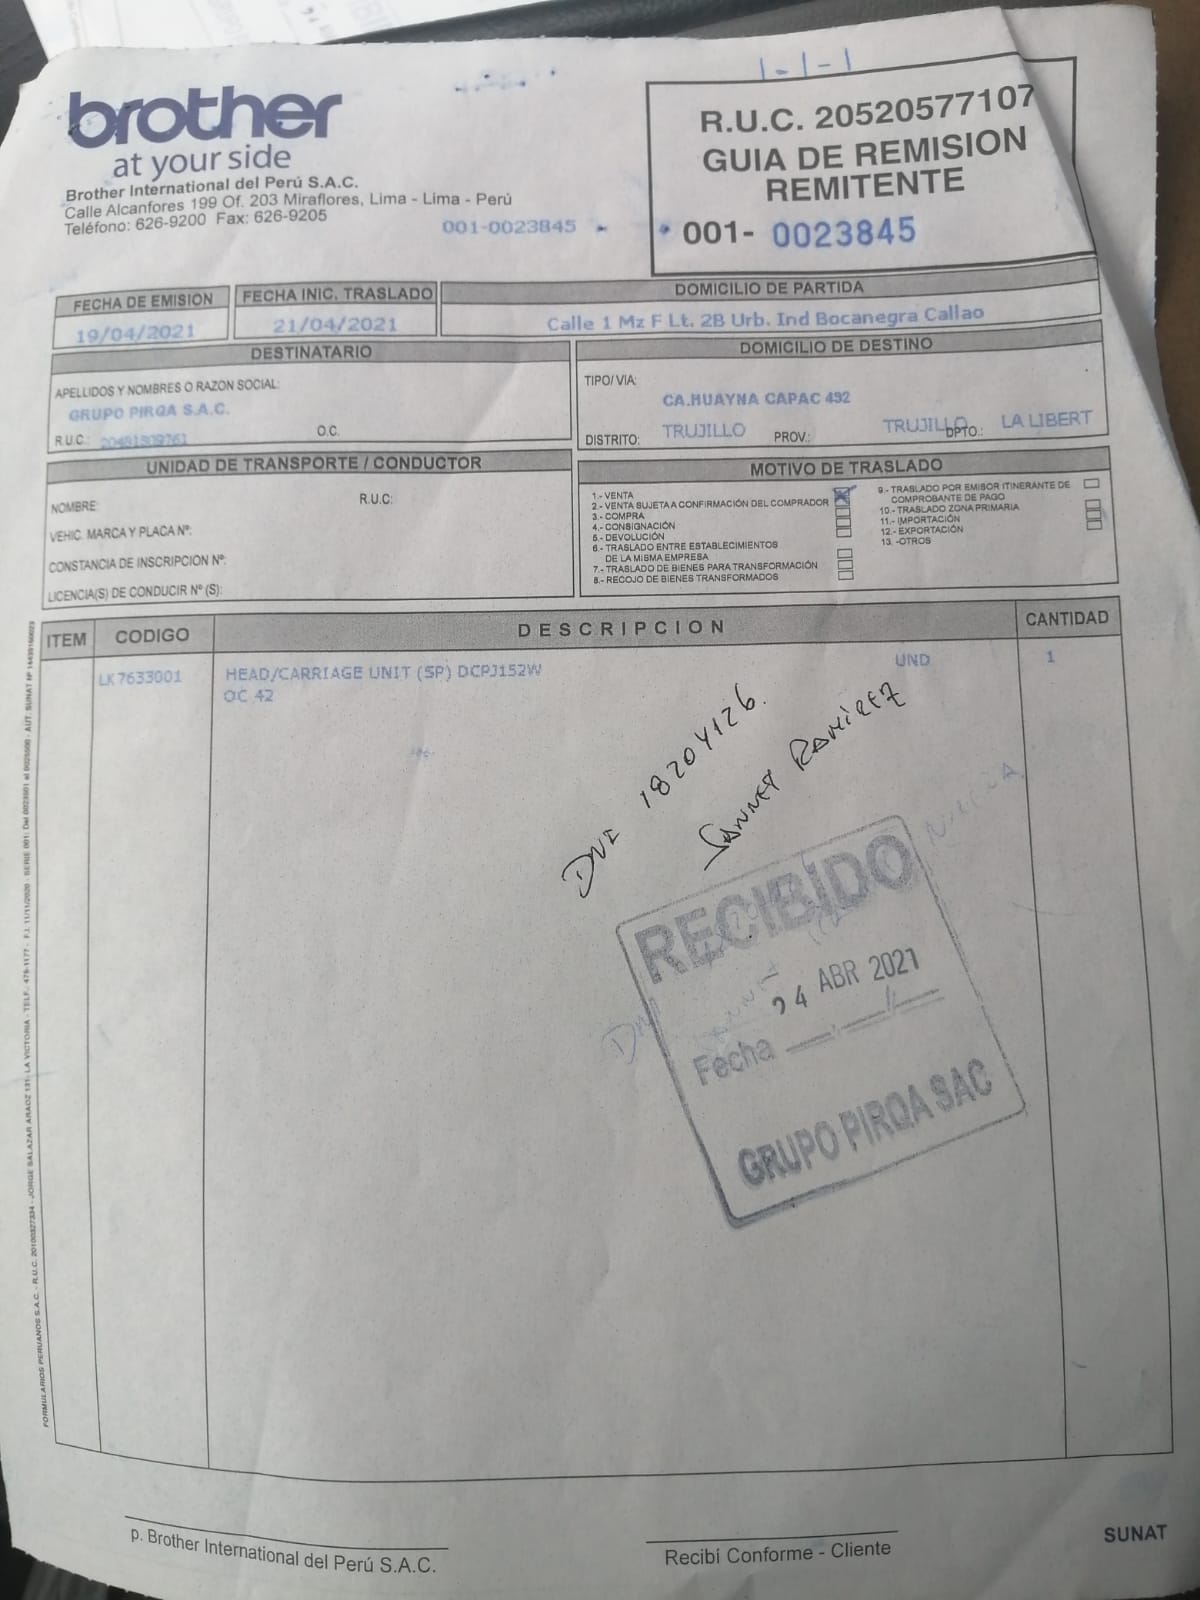 1-1-1
brother
at your side
Brother International del Perú S.A.C.
Calle Alcanfores 199 Of. 203 Miraflores, Lima - Lima - Perú
Teléfono: 626-9200 Fax: 626-9205
001-0023845
R.U.C. 20520577107
GUIA DE REMISION
REMITENTE
001- 0023845
FECHA DE EMISION
19/04/2021
FECHA INIC. TRASLADO
21/04/2021
DOMICILIO DE PARTIDA
Calle 1 Mz F Lt. 2B Urb. Ind Bocanegra Callao
DESTINATARIO
APELLIDOS Y NOMBRES O RAZON SOCIAL:
GRUPO PIRQA S.A.C.
R.U.C.: 20481809761 O.C.
DOMICILIO DE DESTINO
TIPO/VIA:
CA.HUAYNA CAPAC 492
DISTRITO: TRUJILLO PROV.: TRUJILLO DPTO.: LA LIBERT
UNIDAD DE TRANSPORTE / CONDUCTOR
NOMBRE: R.U.C:
VEHIC. MARCA Y PLACA Nº:
CONSTANCIA DE INSCRIPCION Nº:
LICENCIA(S) DE CONDUCIR Nº (S):
MOTIVO DE TRASLADO
1.- VENTA
2.- VENTA SUJETA A CONFIRMACIÓN DEL COMPRADOR
3.- COMPRA
4.- CONSIGNACIÓN
5.- DEVOLUCIÓN
6.- TRASLADO ENTRE ESTABLECIMIENTOS
DE LA MISMA EMPRESA
7.- TRASLADO DE BIENES PARA TRANSFORMACIÓN
8.- RECOJO DE BIENES TRANSFORMADOS
9.- TRASLADO POR EMISOR ITINERANTE DE
COMPROBANTE DE PAGO
10.- TRASLADO ZONA PRIMARIA
11.- IMPORTACIÓN
12.- EXPORTACIÓN
13. -OTROS
ITEM CODIGO DESCRIPCION CANTIDAD
LK7633001 HEAD/CARRIAGE UNIT (SP) DCPJ152W UND 1
OC 42
DNI 18204126.
JANNET RAMIREZ
RECIBIDO
24 ABR 2021
Fecha
GRUPO PIRQA SAC
p. Brother International del Perú S.A.C.
Recibí Conforme - Cliente
SUNAT